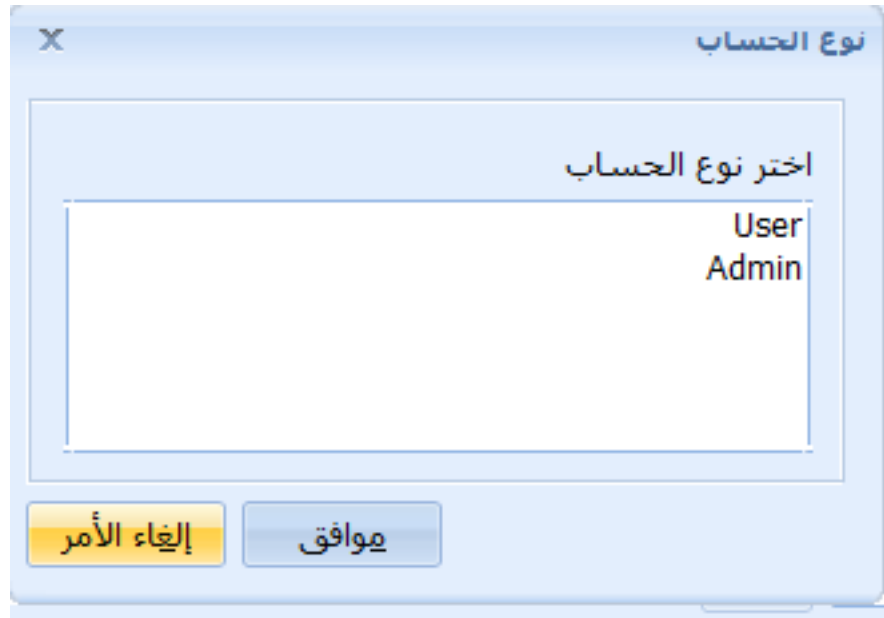 نوع الحساب
X
اختر نوع الحساب
User
Admin
موافق
إلغاء الأمر